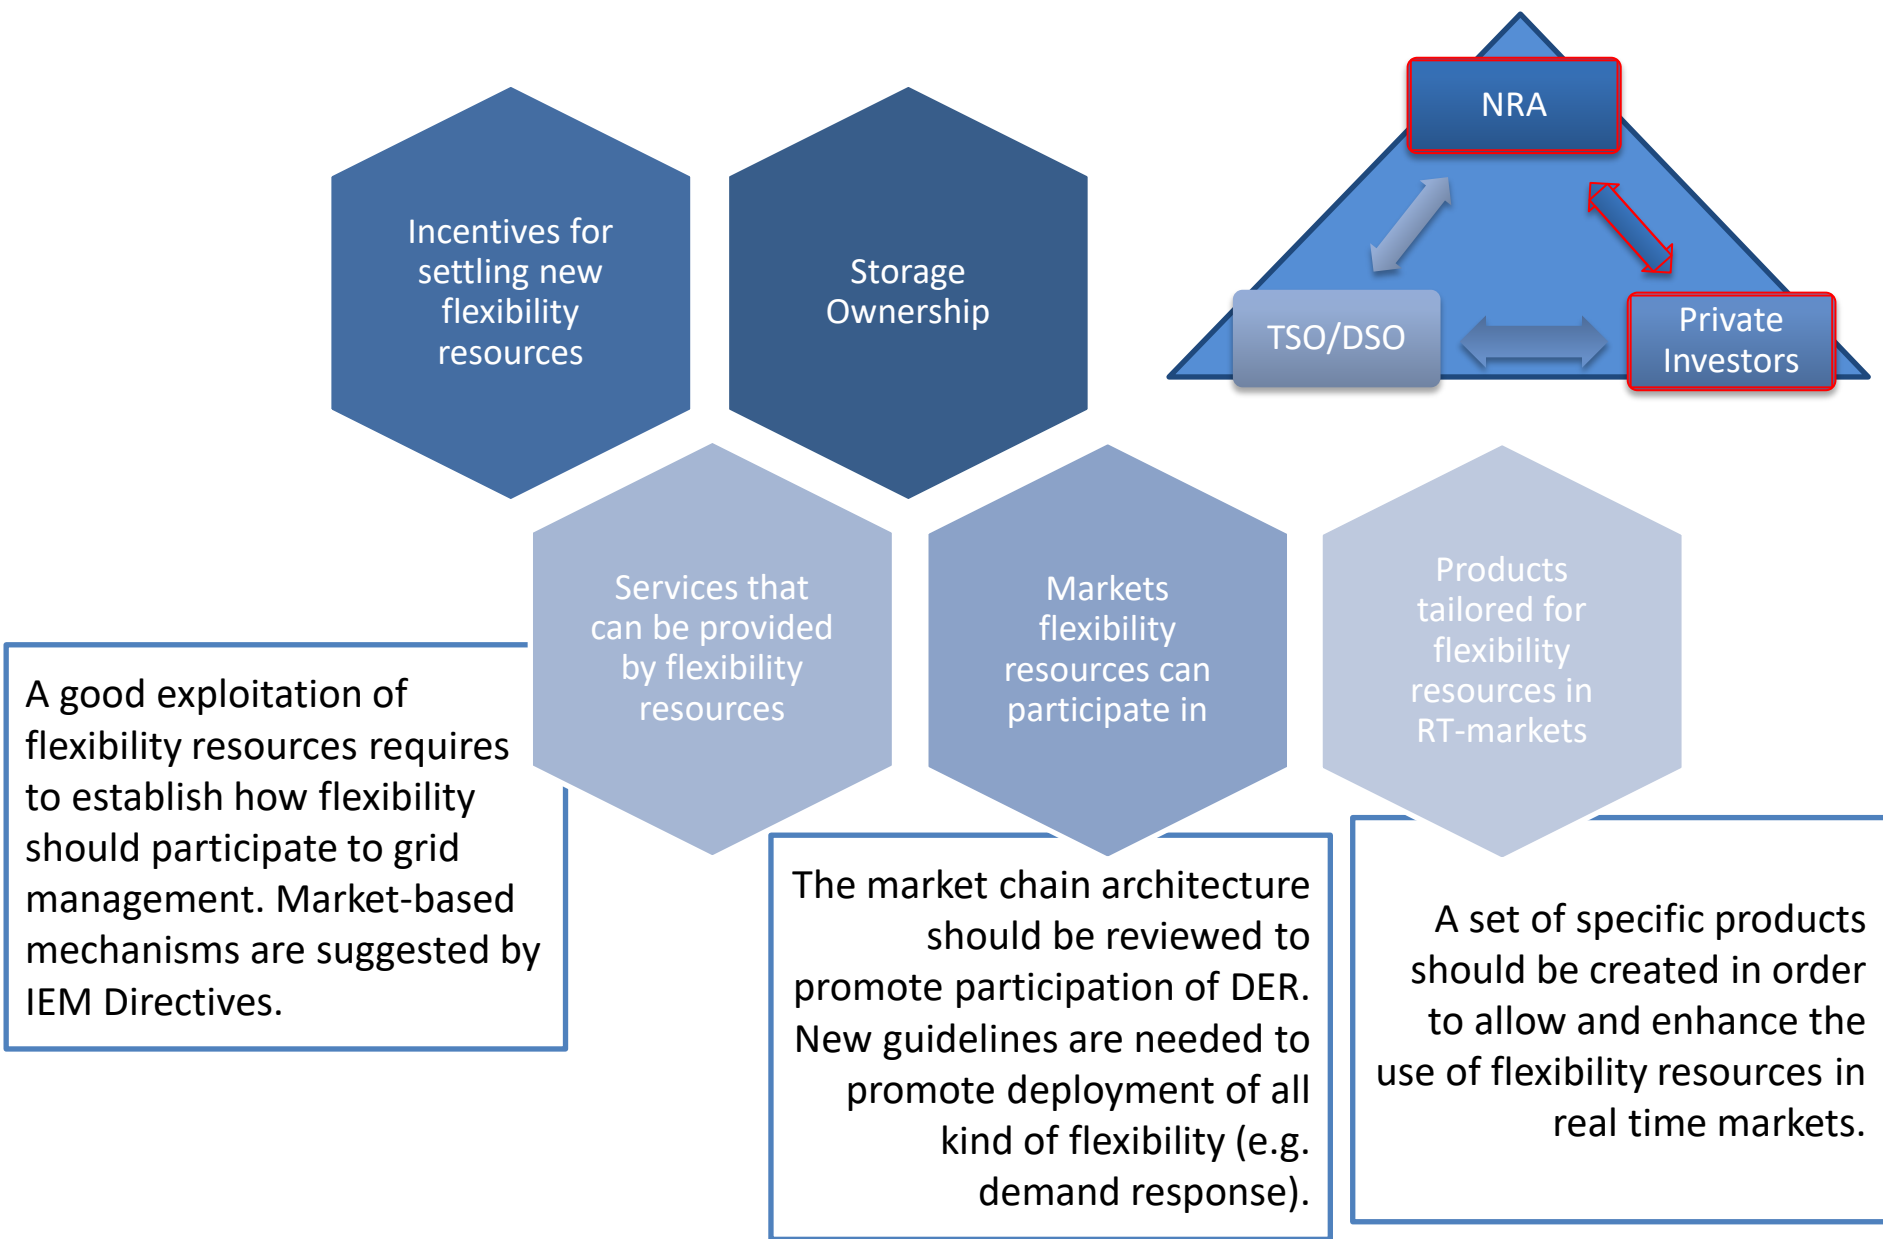 Incentives for
settling new
flexibility
resources
Storage
Ownership
NRA
TSO/DSO
Private
Investors
Services that
can be provided
by flexibility
resources
Markets
flexibility
resources can
participate in
Products
tailored for
flexibility
resources in
RT-markets
A good exploitation of
flexibility resources requires
to establish how flexibility
should participate to grid
management. Market-based
mechanisms are suggested by
IEM Directives.
The market chain architecture
should be reviewed to
promote participation of DER.
New guidelines are needed to
promote deployment of all
kind of flexibility (e.g.
demand response).
A set of specific products
should be created in order
to allow and enhance the
use of flexibility resources in
real time markets.